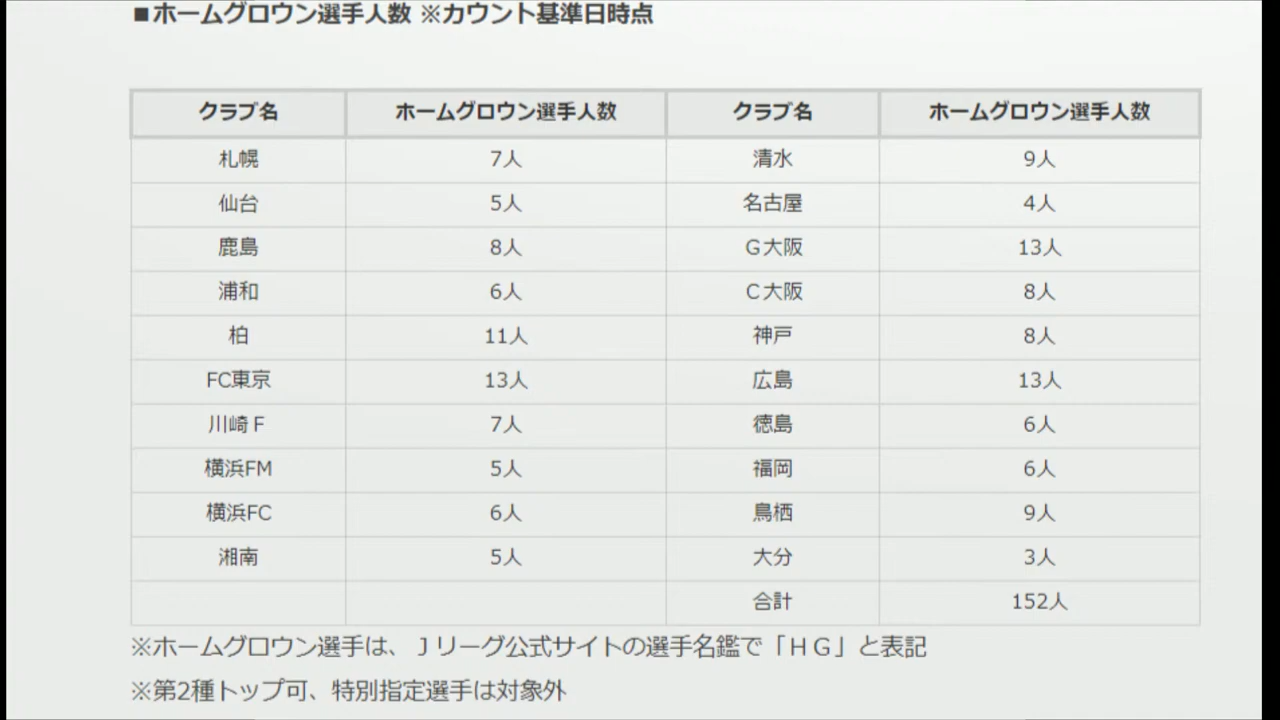 ■ホームグロウン選手人数 ※カウント基準日時点
クラブ名 ホームグロウン選手人数 クラブ名 ホームグロウン選手人数
札幌 7人 清水 9人
仙台 5人 名古屋 4人
鹿島 8人 Ｇ大阪 13人
浦和 6人 Ｃ大阪 8人
柏 11人 神戸 8人
FC東京 13人 広島 13人
川崎Ｆ 7人 徳島 6人
横浜FM 5人 福岡 6人
横浜FC 6人 鳥栖 9人
湘南 5人 大分 3人
合計 152人
※ホームグロウン選手は、Ｊリーグ公式サイトの選手名鑑で「ＨＧ」と表記
※第2種トップ可、特別指定選手は対象外